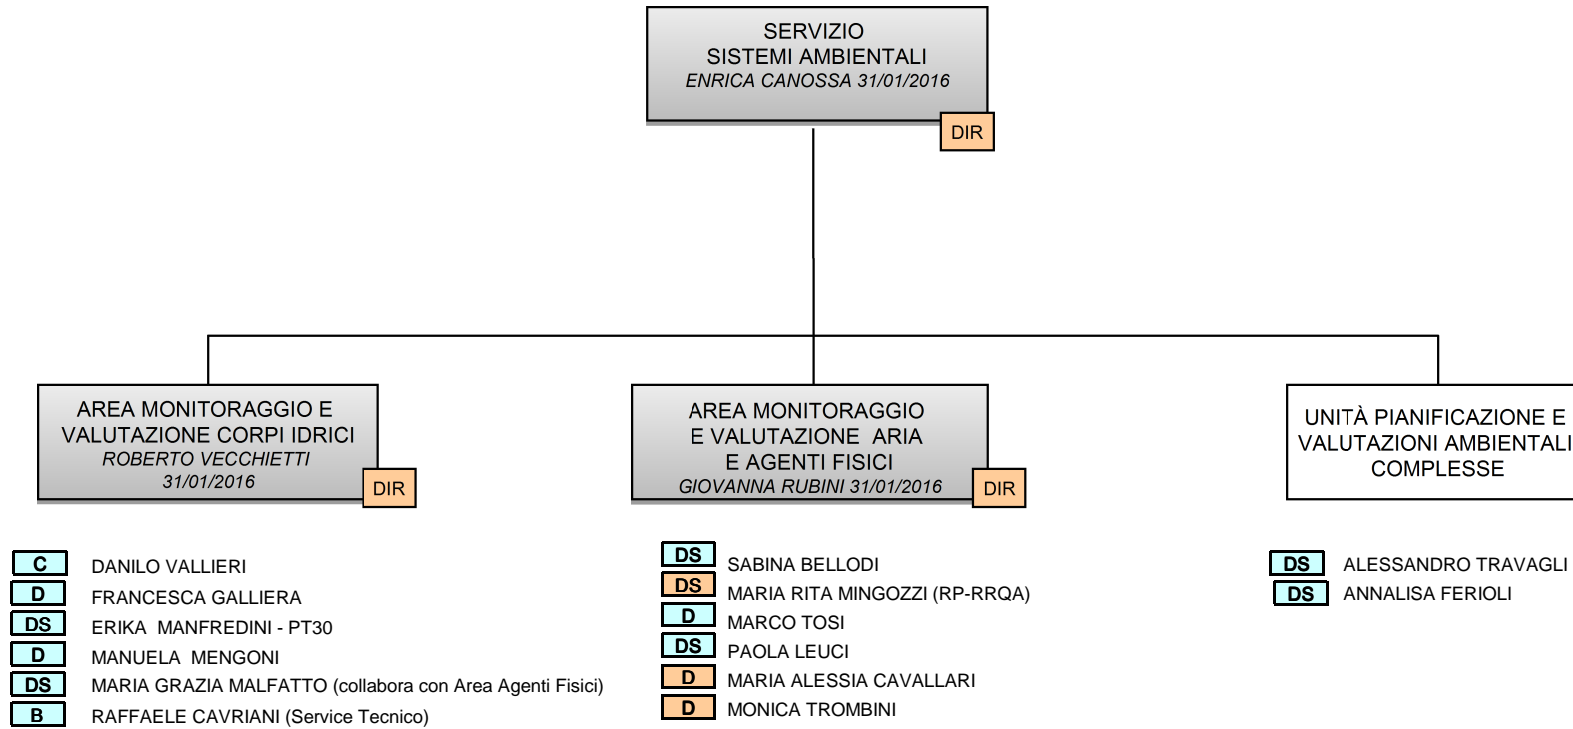 SERVIZIO
SISTEMI AMBIENTALI
ENRICA CANOSSA 31/01/2016
DIR
AREA MONITORAGGIO E
VALUTAZIONE CORPI IDRICI
ROBERTO VECCHIETTI
31/01/2016
DIR
AREA MONITORAGGIO
E VALUTAZIONE ARIA
E AGENTI FISICI
GIOVANNA RUBINI 31/01/2016
DIR
UNITÀ PIANIFICAZIONE E
VALUTAZIONI AMBIENTALI
COMPLESSE
C DANILO VALLIERI
D FRANCESCA GALLIERA
DS ERIKA MANFREDINI - PT30
D MANUELA MENGONI
DS MARIA GRAZIA MALFATTO (collabora con Area Agenti Fisici)
B RAFFAELE CAVRIANI (Service Tecnico)
DS SABINA BELLODI
DS MARIA RITA MINGOZZI (RP-RRQA)
D MARCO TOSI
DS PAOLA LEUCI
D MARIA ALESSIA CAVALLARI
D MONICA TROMBINI
DS ALESSANDRO TRAVAGLI
DS ANNALISA FERIOLI